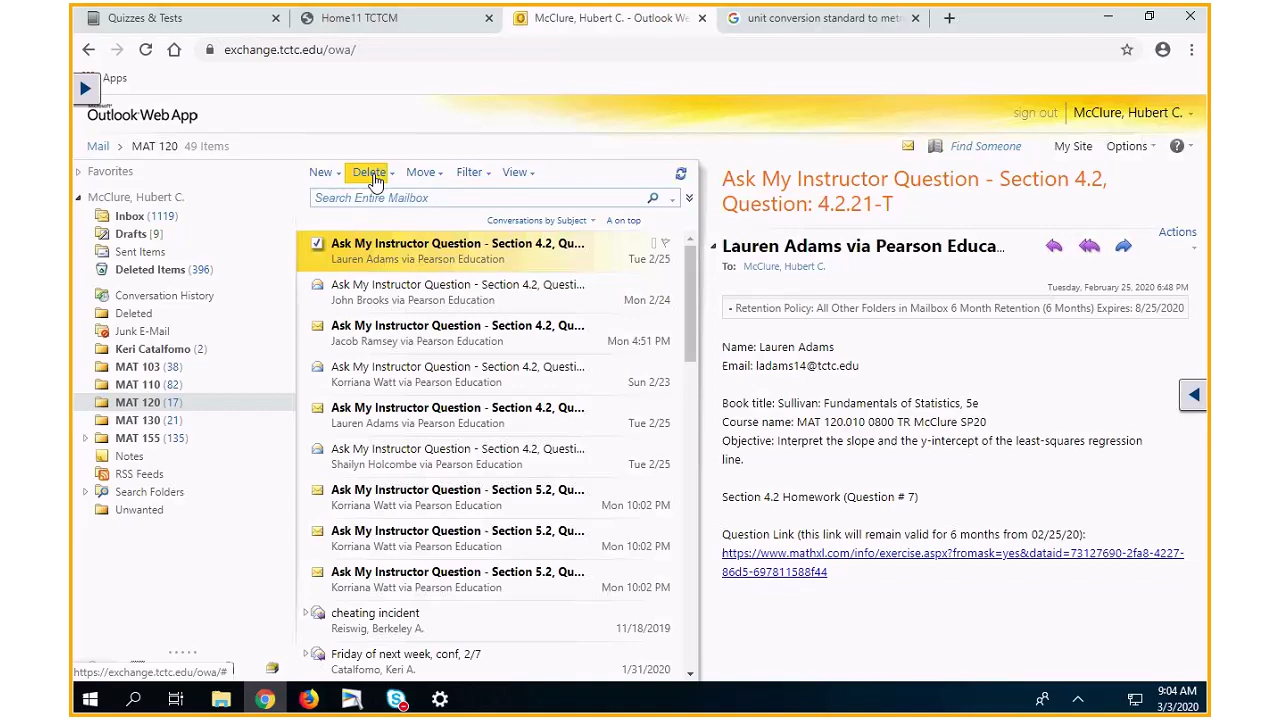 Quizzes & Tests
Home11 TCTCM
McClure, Hubert C. - Outlook We
unit conversion standard to metr
exchange.tctc.edu/owa/
Apps
Microsoft
Outlook Web App
sign out
McClure, Hubert C.
Mail
MAT 120
49 Items
Find Someone
My Site
Options
Favorites
McClure, Hubert C.
Inbox (1119)
Drafts [9]
Sent Items
Deleted Items (396)
Conversation History
Deleted
Junk E-Mail
Keri Catalfomo (2)
MAT 103 (38)
MAT 110 (82)
MAT 120 (17)
MAT 130 (21)
MAT 155 (135)
Notes
RSS Feeds
Search Folders
Unwanted
https://exchange.tctc.edu/owa/#
New
Delete
Move
Filter
View
Search Entire Mailbox
Conversations by Subject
A on top
Ask My Instructor Question - Section 4.2, Qu...
Lauren Adams via Pearson Education
Tue 2/25
Ask My Instructor Question - Section 4.2, Questi...
John Brooks via Pearson Education
Mon 2/24
Ask My Instructor Question - Section 4.2, Qu...
Jacob Ramsey via Pearson Education
Mon 4:51 PM
Ask My Instructor Question - Section 4.2, Questi...
Korriana Watt via Pearson Education
Sun 2/23
Ask My Instructor Question - Section 4.2, Qu...
Lauren Adams via Pearson Education
Tue 2/25
Ask My Instructor Question - Section 4.2, Questi...
Shailyn Holcombe via Pearson Education
Tue 2/25
Ask My Instructor Question - Section 5.2, Qu...
Korriana Watt via Pearson Education
Mon 10:02 PM
Ask My Instructor Question - Section 5.2, Qu...
Korriana Watt via Pearson Education
Mon 10:02 PM
Ask My Instructor Question - Section 5.2, Qu...
Korriana Watt via Pearson Education
Mon 10:02 PM
cheating incident
Reiswig, Berkeley A.
11/18/2019
Friday of next week, conf, 2/7
Catalfomo, Keri A.
1/31/2020
Ask My Instructor Question - Section 4.2,
Question: 4.2.21-T
Actions
Lauren Adams via Pearson Educa...
To: McClure, Hubert C.
Tuesday, February 25, 2020 6:48 PM
- Retention Policy: All Other Folders in Mailbox 6 Month Retention (6 Months) Expires: 8/25/2020
Name: Lauren Adams
Email: ladams14@tctc.edu
Book title: Sullivan: Fundamentals of Statistics, 5e
Course name: MAT 120.010 0800 TR McClure SP20
Objective: Interpret the slope and the y-intercept of the least-squares regression
line.
Section 4.2 Homework (Question # 7)
Question Link (this link will remain valid for 6 months from 02/25/20):
https://www.mathxl.com/info/exercise.aspx?fromask=yes&dataid=73127690-2fa8-4227-
86d5-697811588f44
9:04 AM
3/3/2020